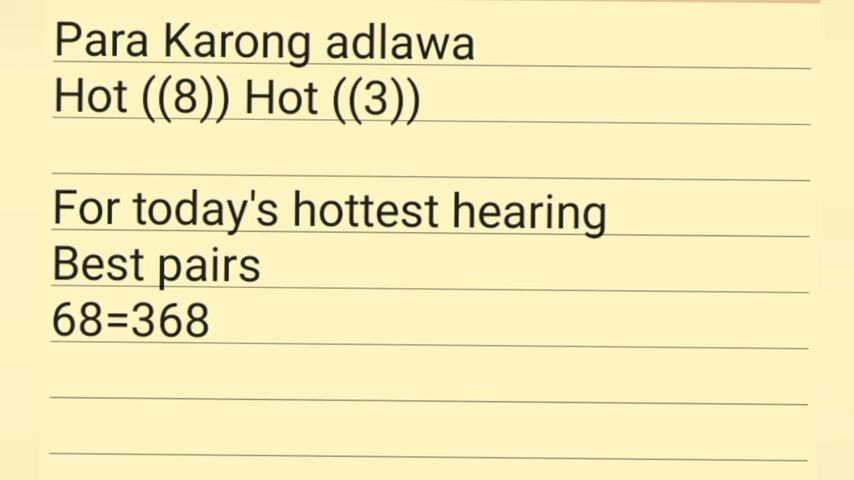 Para Karong adlawa
Hot ((8)) Hot ((3))
For today's hottest hearing
Best pairs
68=368